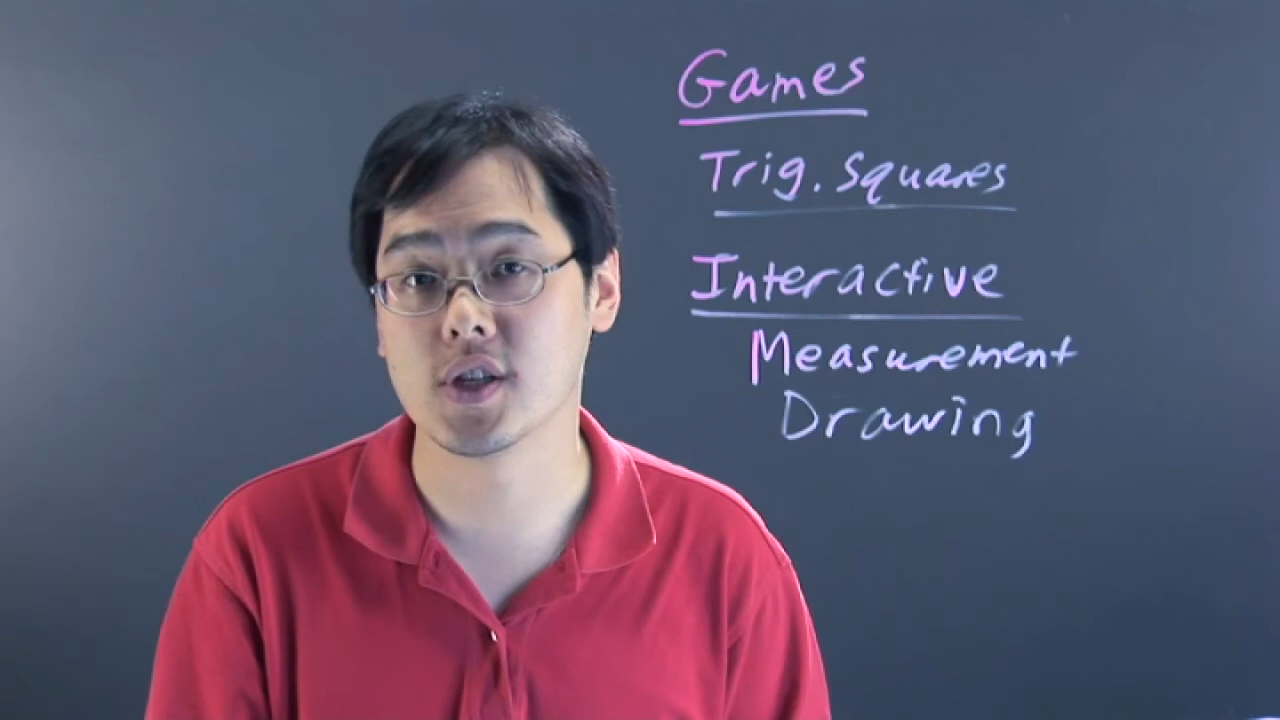 Games
Trig. Squares
Interactive
Measurement
Drawing